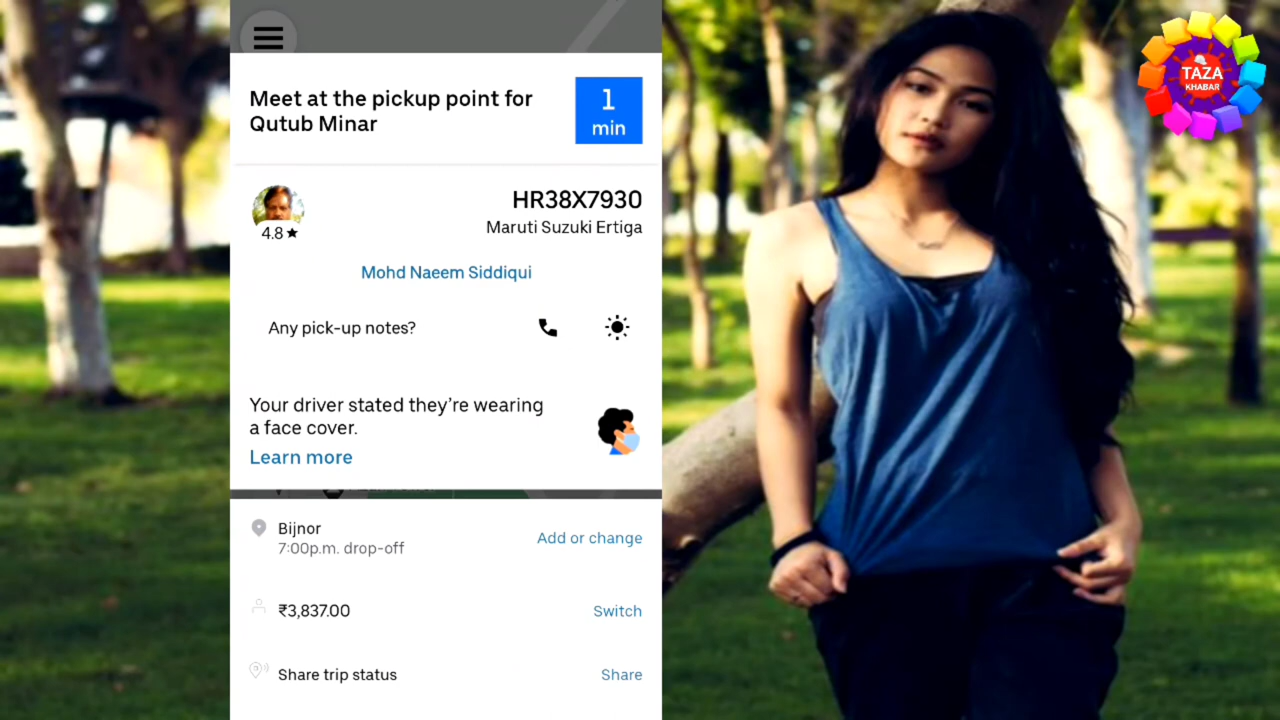 Meet at the pickup point for
Qutub Minar
1
min
HR38X7930
Maruti Suzuki Ertiga
4.8★
Mohd Naeem Siddiqui
Any pick-up notes?
Your driver stated they’re wearing
a face cover.
Learn more
Bijnor
7:00p.m. drop-off
Add or change
₹3,837.00
Switch
Share trip status
Share
TAZA
KHABAR